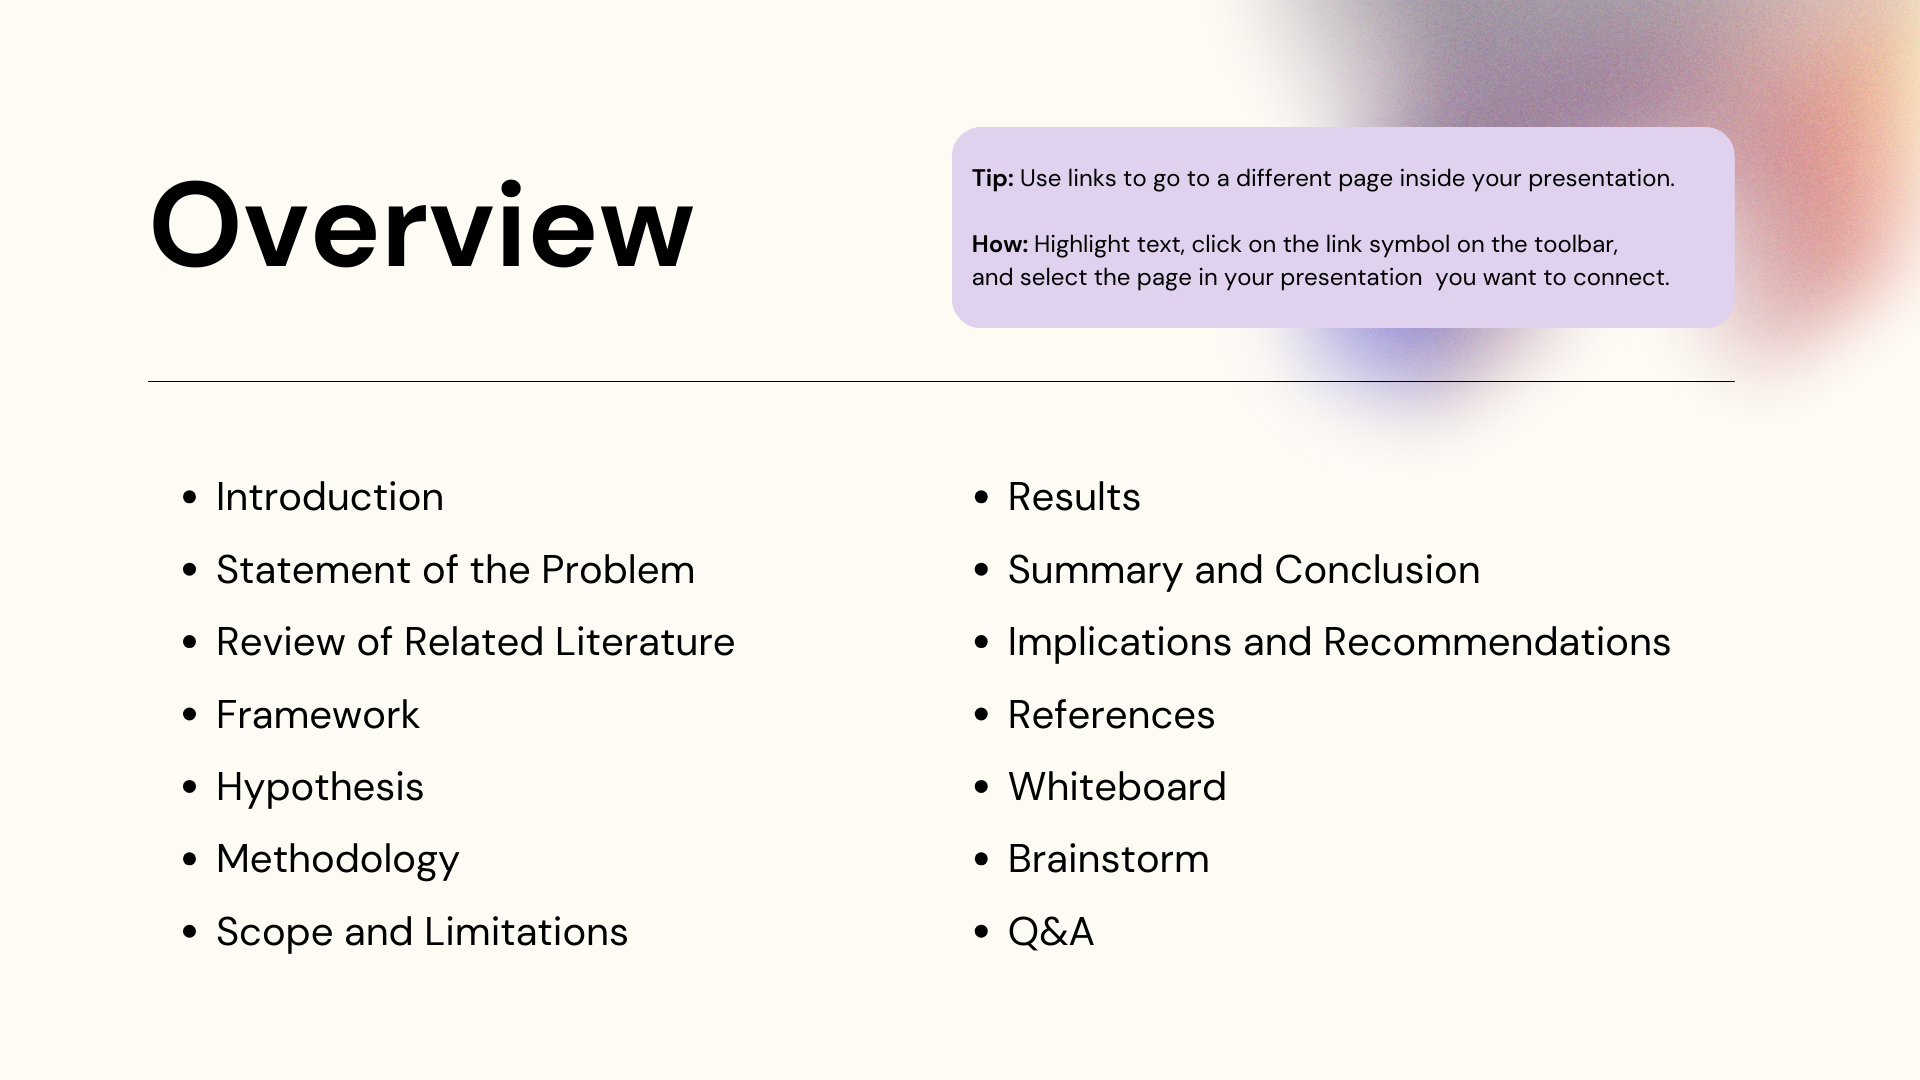 Overview
Tip: Use links to go to a different page inside your presentation.
How: Highlight text, click on the link symbol on the toolbar,
and select the page in your presentation  you want to connect.
• Introduction
• Statement of the Problem
• Review of Related Literature
• Framework
• Hypothesis
• Methodology
• Scope and Limitations
• Results
• Summary and Conclusion
• Implications and Recommendations
• References
• Whiteboard
• Brainstorm
• Q&A